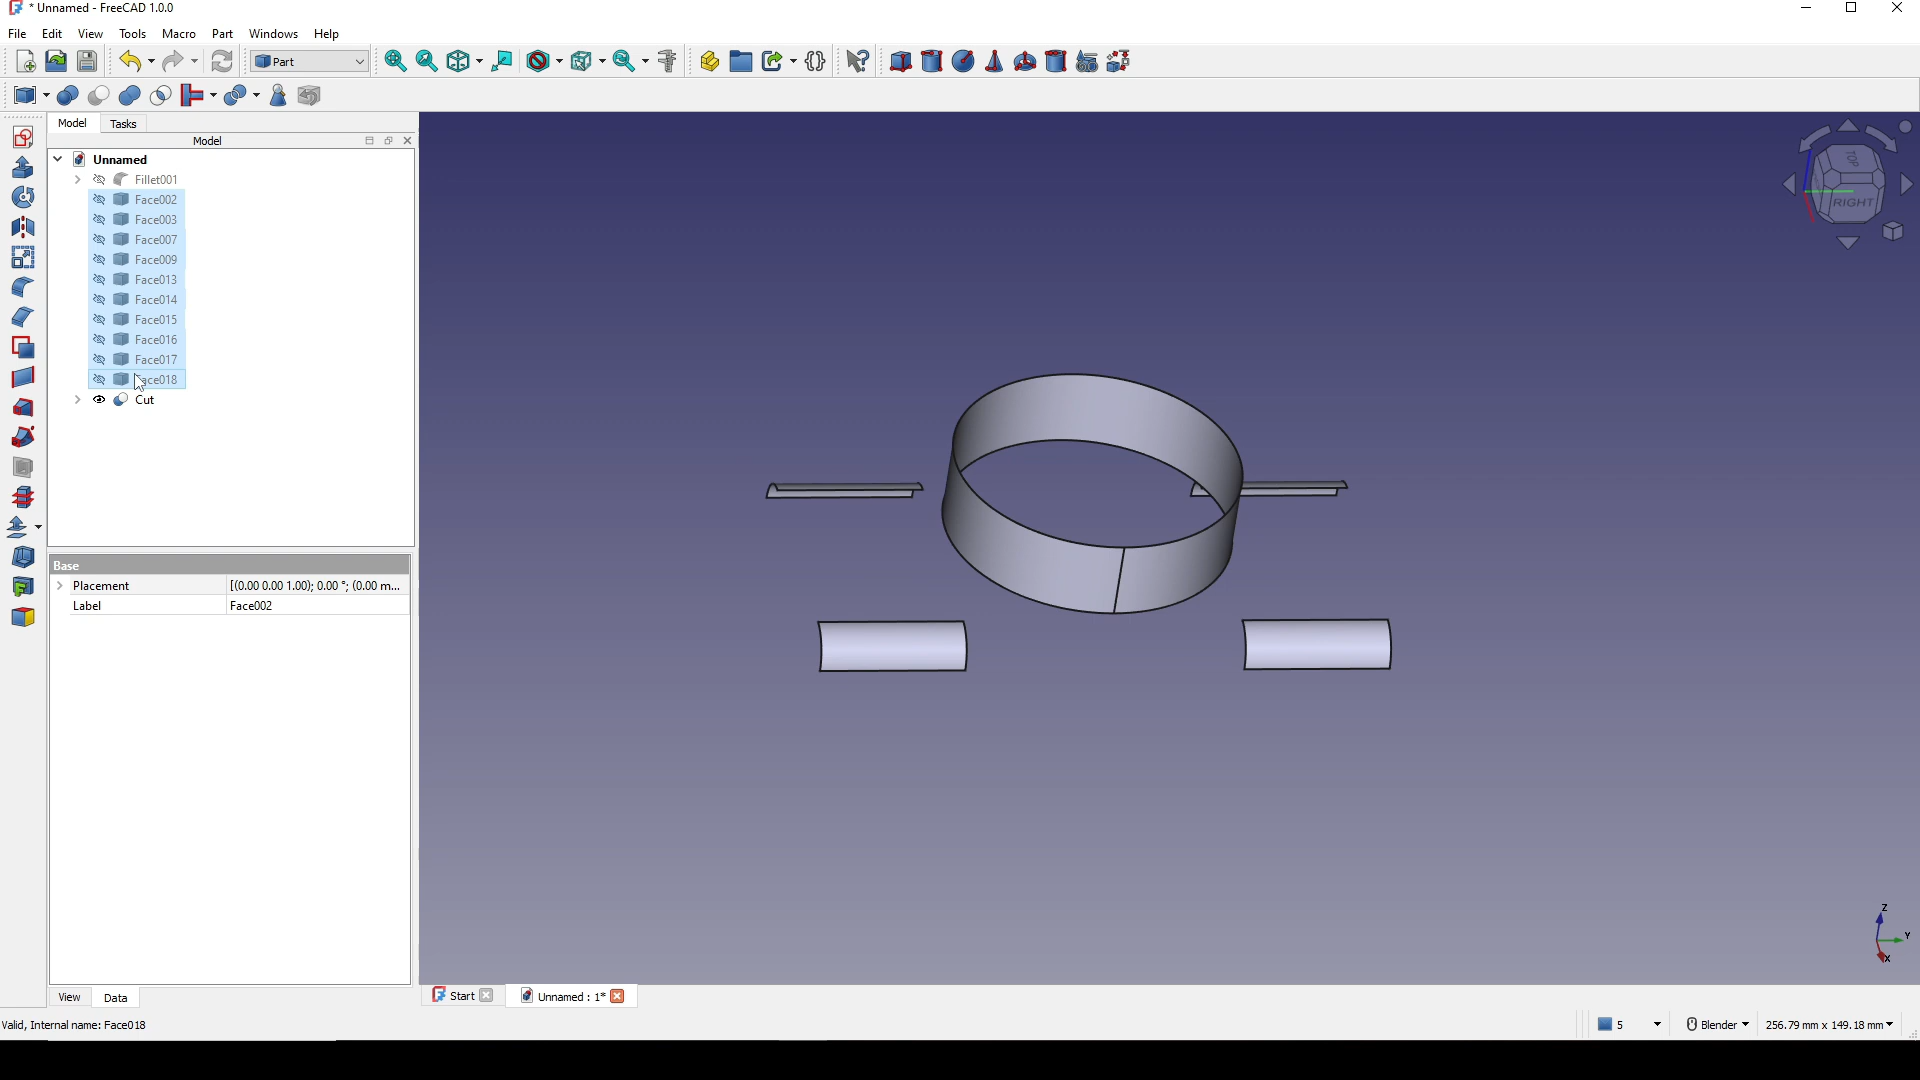 * Unnamed - FreeCAD 1.0.0
File Edit View Tools Macro Part Windows Help
Part
Model Tasks
Model
Unnamed
Fillet001
Face002
Face003
Face007
Face009
Face013
Face014
Face015
Face016
Face017
Face018
Cut
TOP
RIGHT
Base
Placement [(0.00 0.00 1.00); 0.00 °; (0.00 m...
Label Face002
Z
Y
X
View Data
Start Unnamed : 1*
Valid, Internal name: Face018
5 Blender 256.79 mm x 149.18 mm